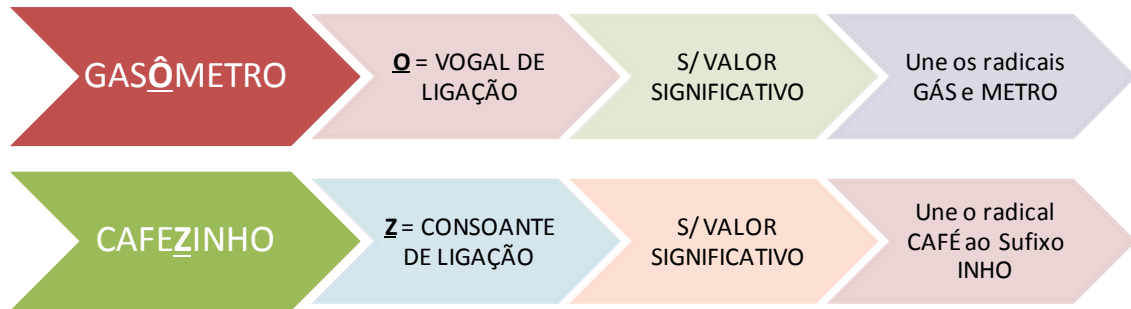 GASÔMETRO
O = VOGAL DE
LIGAÇÃO
S/ VALOR
SIGNIFICATIVO
Une os radicais
GÁS e METRO
CAFEZINHO
Z = CONSOANTE
DE LIGAÇÃO
S/ VALOR
SIGNIFICATIVO
Une o radical
CAFÉ ao Sufixo
INHO